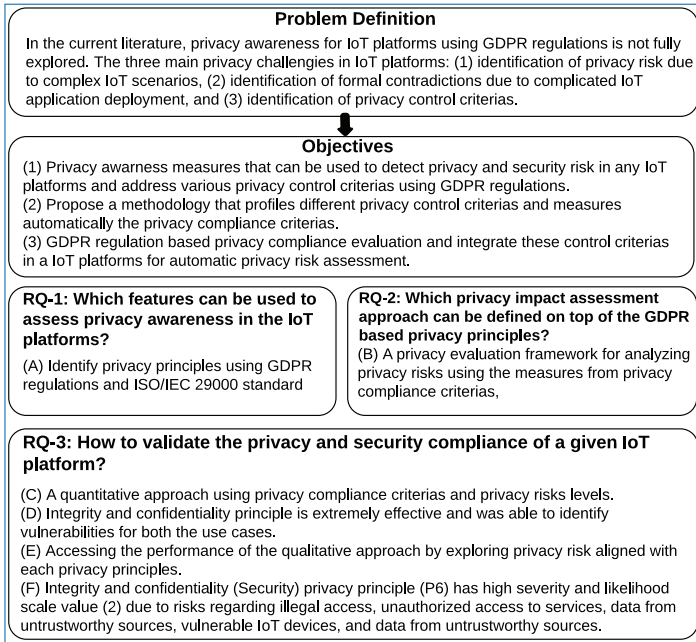 Problem Definition
In the current literature, privacy awareness for IoT platforms using GDPR regulations is not fully
explored. The three main privacy challenges in IoT platforms: (1) identification of privacy risk due
to complex IoT scenarios, (2) identification of formal contradictions due to complicated IoT
application deployment, and (3) identification of privacy control criterias.
Objectives
(1) Privacy awarness measures that can be used to detect privacy and security risk in any IoT
platforms and address various privacy control criterias using GDPR regulations.
(2) Propose a methodology that profiles different privacy control criterias and measures
automatically the privacy compliance criterias.
(3) GDPR regulation based privacy compliance evaluation and integrate these control criterias
in a IoT platforms for automatic privacy risk assessment.
RQ-1: Which features can be used to
assess privacy awareness in the IoT
platforms?
(A) Identify privacy principles using GDPR
regulations and ISO/IEC 29000 standard
RQ-2: Which privacy impact assessment
approach can be defined on top of the GDPR
based privacy principles?
(B) A privacy evaluation framework for analyzing
privacy risks using the measures from privacy
compliance criterias,
RQ-3: How to validate the privacy and security compliance of a given IoT
platform?
(C) A quantitative approach using privacy compliance criterias and privacy risks levels.
(D) Integrity and confidentiality principle is extremely effective and was able to identify
vulnerabilities for both the use cases.
(E) Accessing the performance of the qualitative approach by exploring privacy risk aligned with
each privacy principles.
(F) Integrity and confidentiality (Security) privacy principle (P6) has high severity and likelihood
scale value (2) due to risks regarding illegal access, unauthorized access to services, data from
untrustworthy sources, vulnerable IoT devices, and data from untrustworthy sources.